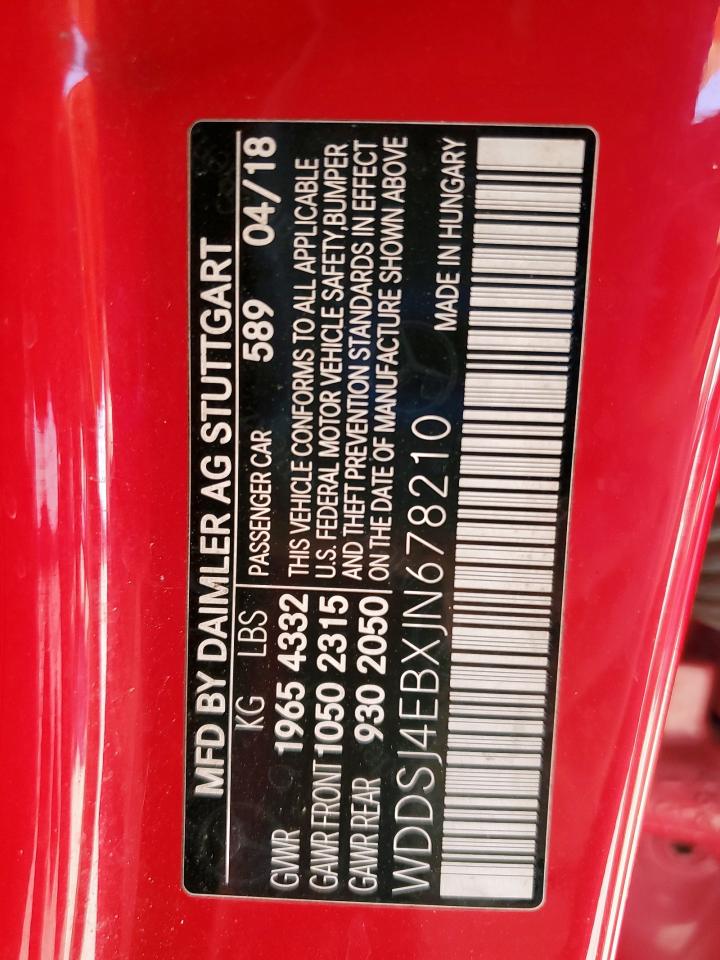 MFD BY DAIMLER AG STUTTGART
KG LBS PASSENGER CAR 589 04/18
GVWR 1965 4332 THIS VEHICLE CONFORMS TO ALL APPLICABLE
GAWR FRONT 1050 2315 U.S. FEDERAL MOTOR VEHICLE SAFETY,BUMPER
GAWR REAR 930 2050 AND THEFT PREVENTION STANDARDS IN EFFECT
ON THE DATE OF MANUFACTURE SHOWN ABOVE
WDDSJ4EBXJN678210 MADE IN HUNGARY